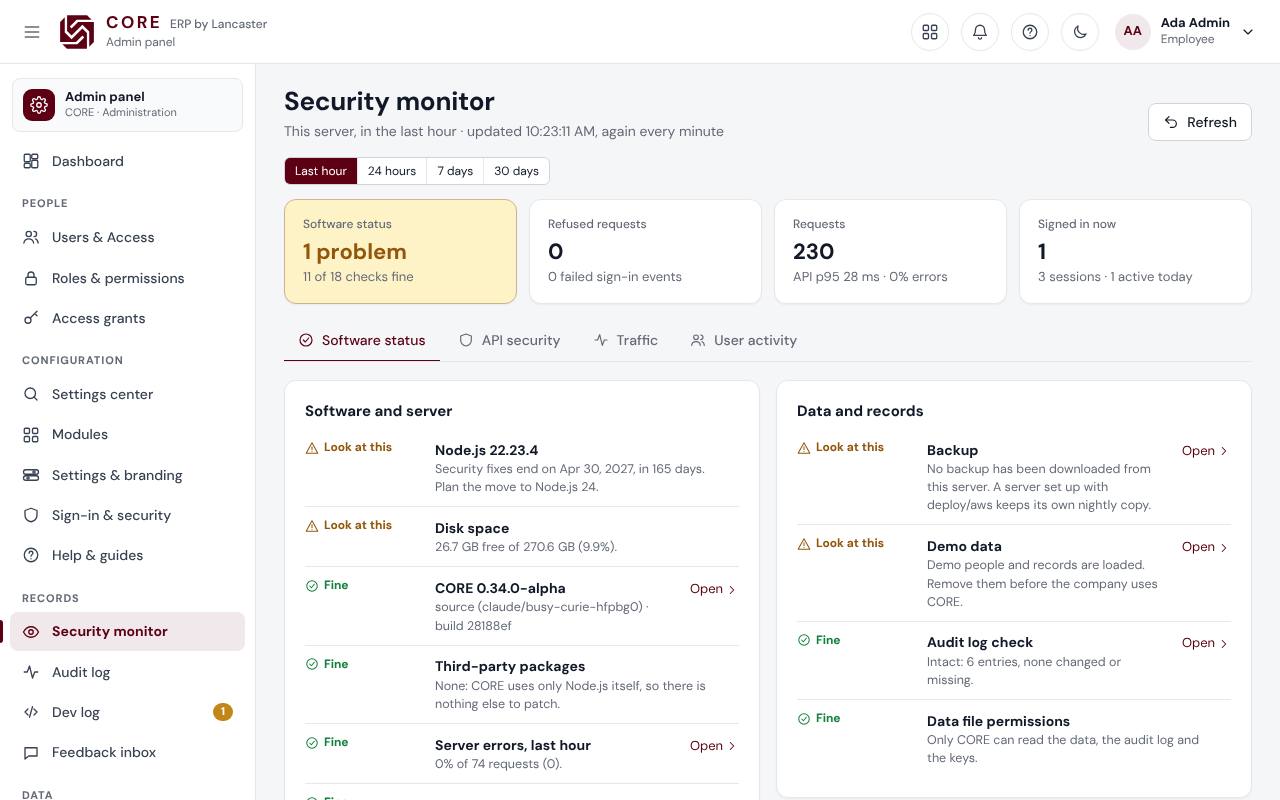 CORE ERP by Lancaster
Admin panel
AA
Ada Admin
Employee
Admin panel
CORE · Administration
Dashboard
PEOPLE
Users & Access
Roles & permissions
Access grants
CONFIGURATION
Settings center
Modules
Settings & branding
Sign-in & security
Help & guides
RECORDS
Security monitor
Audit log
Dev log 1
Feedback inbox
DATA
Security monitor
This server, in the last hour · updated 10:23:11 AM, again every minute
Refresh
Last hour 24 hours 7 days 30 days
Software status
1 problem
11 of 18 checks fine
Refused requests
0
0 failed sign-in events
Requests
230
API p95 28 ms · 0% errors
Signed in now
1
3 sessions · 1 active today
Software status API security Traffic User activity
Software and server
Look at this
Node.js 22.23.4
Security fixes end on Apr 30, 2027, in 165 days.
Plan the move to Node.js 24.
Look at this
Disk space
26.7 GB free of 270.6 GB (9.9%).
Fine
CORE 0.34.0-alpha
Open
source (claude/busy-curie-hfpbg0) ·
build 28188ef
Fine
Third-party packages
None: CORE uses only Node.js itself, so there is
nothing else to patch.
Fine
Server errors, last hour
Open
0% of 74 requests (0).
Data and records
Look at this
Backup
Open
No backup has been downloaded from
this server. A server set up with
deploy/aws keeps its own nightly copy.
Look at this
Demo data
Open
Demo people and records are loaded.
Remove them before the company uses
CORE.
Fine
Audit log check
Open
Intact: 6 entries, none changed or
missing.
Fine
Data file permissions
Only CORE can read the data, the audit log and
the keys.